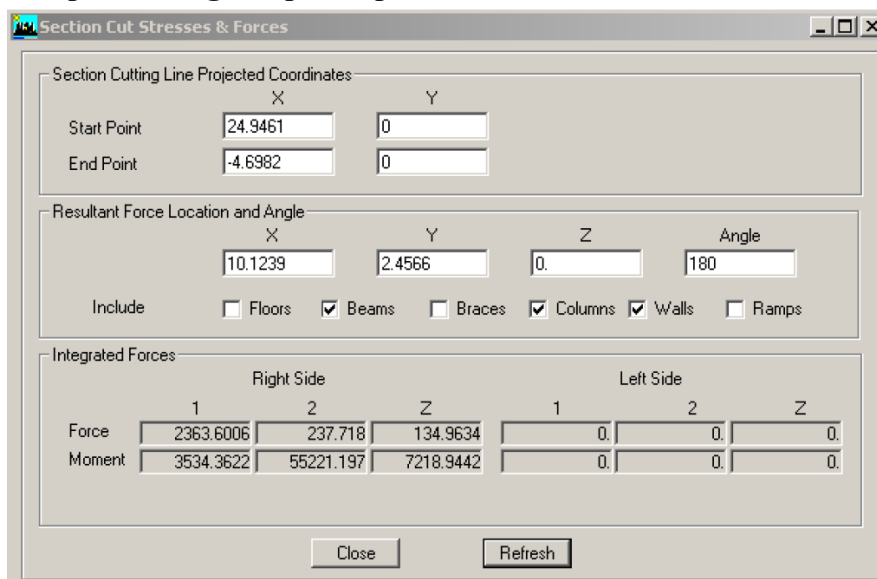 Section Cut Stresses & Forces
Section Cutting Line Projected Coordinates
X Y
Start Point 24.9461 0
End Point -4.6982 0
Resultant Force Location and Angle
X Y Z Angle
10.1239 2.4566 0. 180
Include Floors Beams Braces Columns Walls Ramps
Integrated Forces
Right Side Left Side
1 2 Z 1 2 Z
Force 2363.6006 237.718 134.9634 0. 0. 0.
Moment 3534.3622 55221.197 7218.9442 0. 0. 0.
Close Refresh